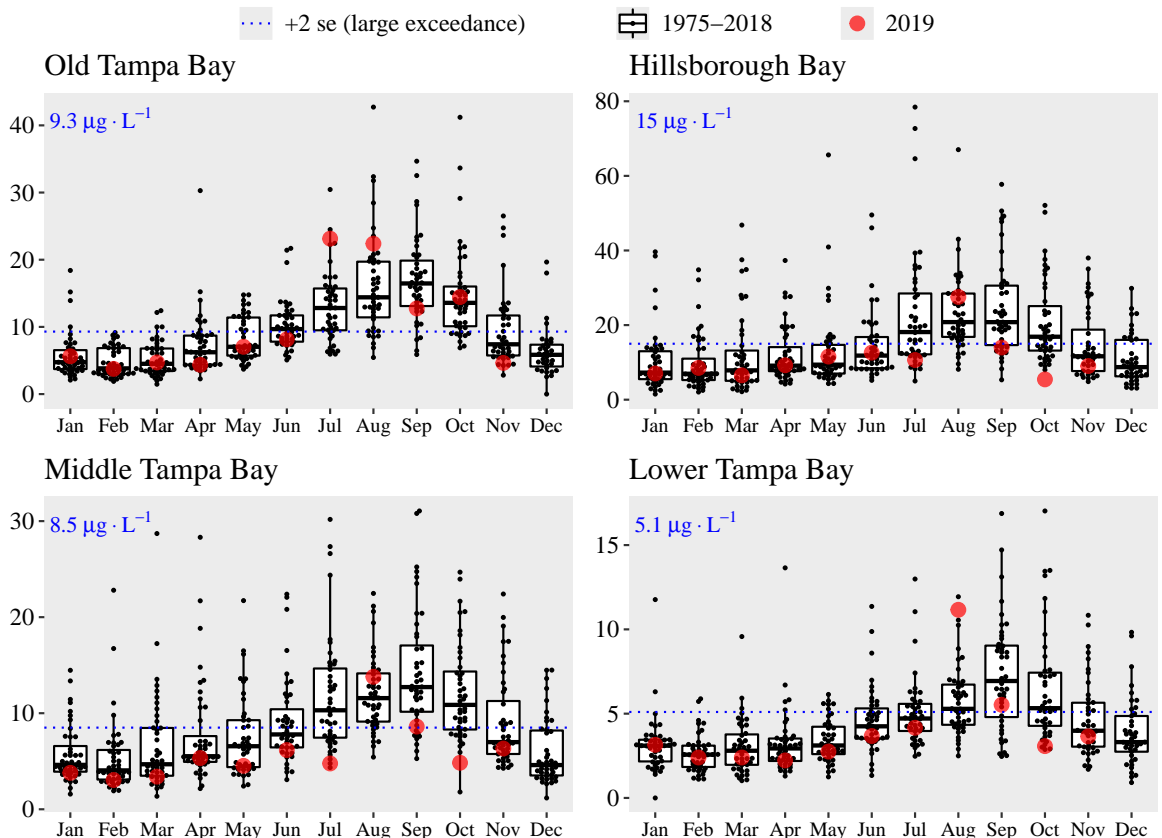 +2 se (large exceedance) 1975–2018 2019
Old Tampa Bay
9.3 μg · L⁻¹
40
30
20
10
0
Jan Feb Mar Apr May Jun Jul Aug Sep Oct Nov Dec
Hillsborough Bay
15 μg · L⁻¹
80
60
40
20
0
Jan Feb Mar Apr May Jun Jul Aug Sep Oct Nov Dec
Middle Tampa Bay
8.5 μg · L⁻¹
30
20
10
0
Jan Feb Mar Apr May Jun Jul Aug Sep Oct Nov Dec
Lower Tampa Bay
5.1 μg · L⁻¹
15
10
5
0
Jan Feb Mar Apr May Jun Jul Aug Sep Oct Nov Dec